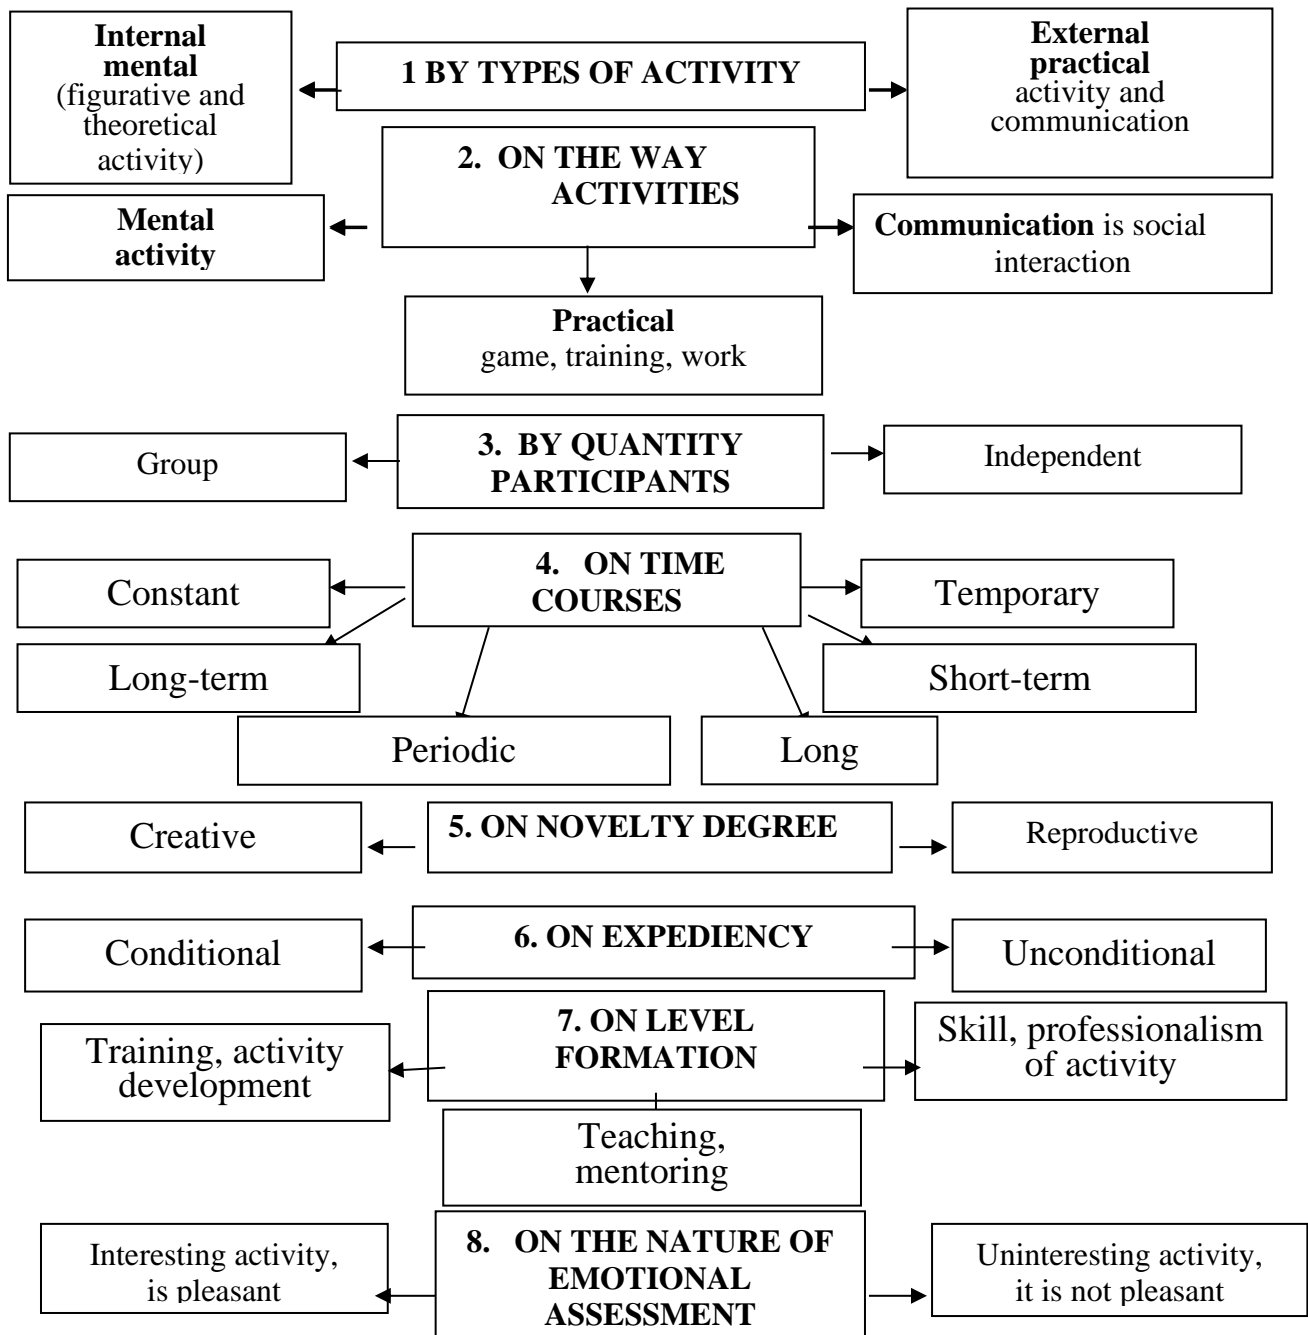 Internal
mental
(figurative and
theoretical
activity)
1 BY TYPES OF ACTIVITY
External
practical
activity and
communication
2. ON THE WAY
ACTIVITIES
Mental
activity
Communication is social
interaction
Practical
game, training, work
3. BY QUANTITY
PARTICIPANTS
Group
Independent
4. ON TIME
COURSES
Constant
Temporary
Long-term
Short-term
Periodic
Long
5. ON NOVELTY DEGREE
Creative
Reproductive
6. ON EXPEDIENCY
Conditional
Unconditional
7. ON LEVEL
FORMATION
Training, activity
development
Skill, professionalism
of activity
Teaching,
mentoring
8. ON THE NATURE OF
EMOTIONAL
ASSESSMENT
Interesting activity,
is pleasant
Uninteresting activity,
it is not pleasant